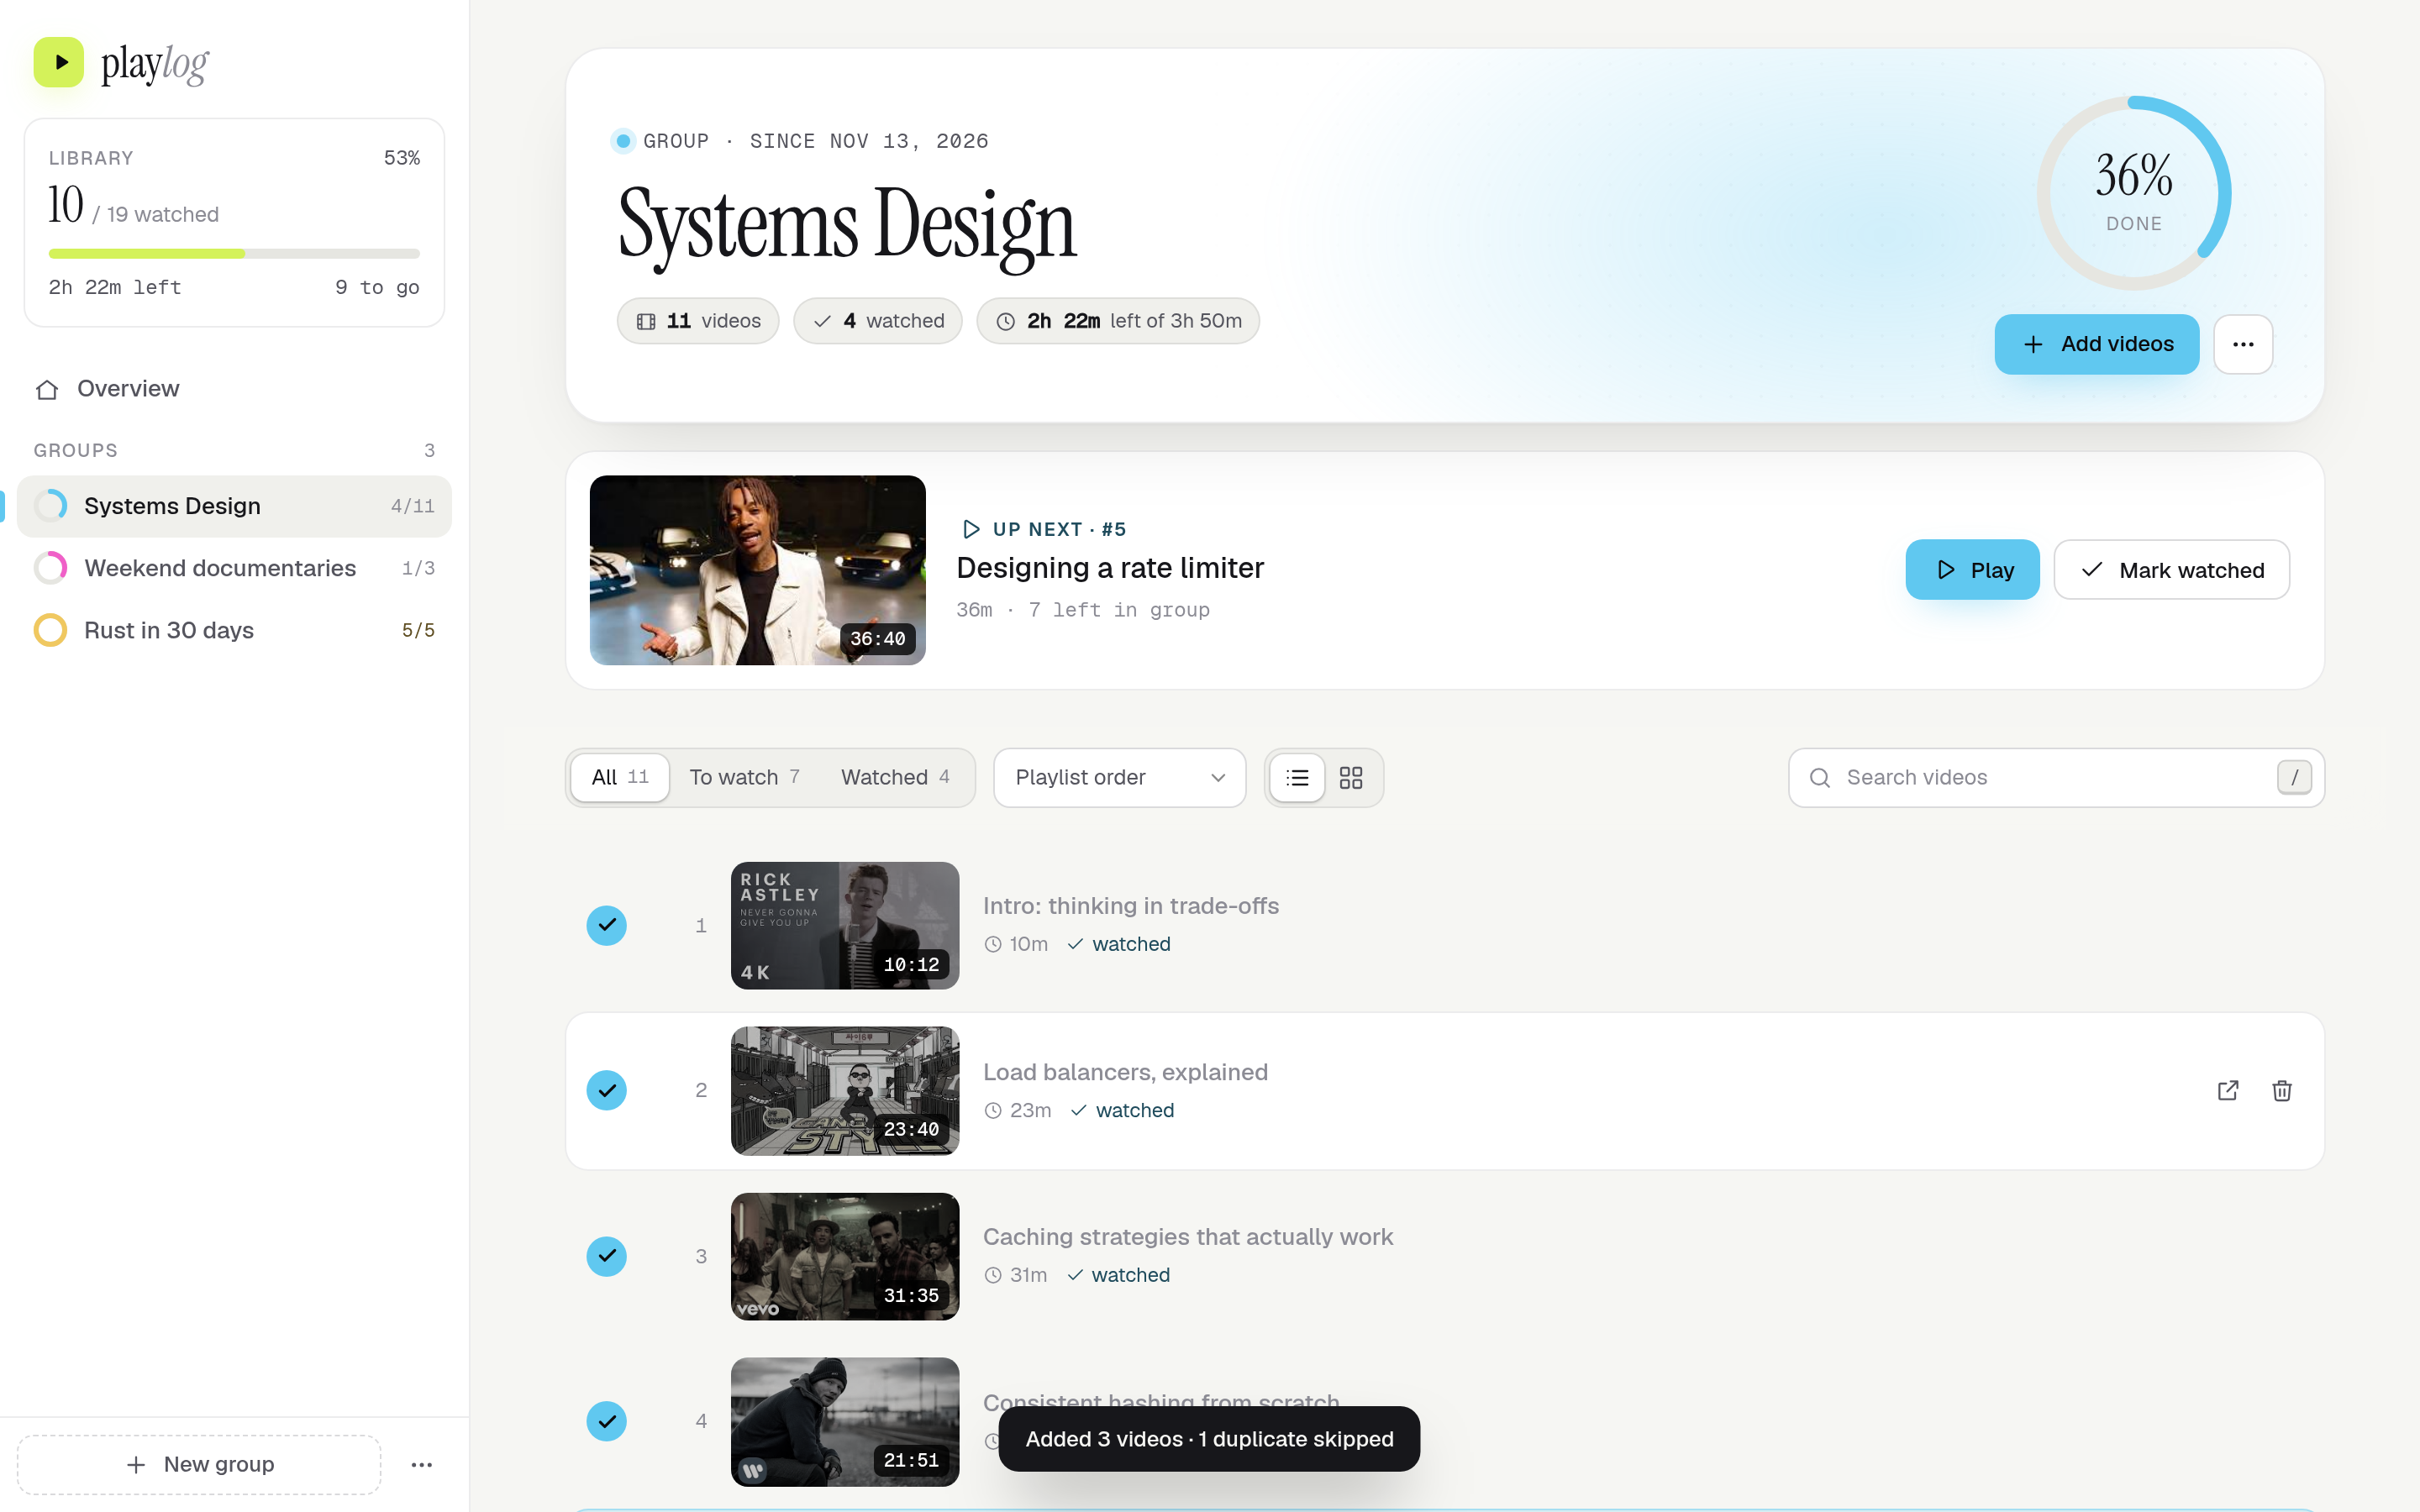 playlog
LIBRARY 53%
10 / 19 watched
2h 22m left 9 to go
Overview
GROUPS 3
Systems Design 4/11
Weekend documentaries 1/3
Rust in 30 days 5/5
New group
GROUP · SINCE NOV 13, 2026
Systems Design
11 videos 4 watched 2h 22m left of 3h 50m
36%
DONE
Add videos
36:40
UP NEXT · #5
Designing a rate limiter
36m · 7 left in group
Play Mark watched
All 11 To watch 7 Watched 4 Playlist order Search videos /
1
RICK
ASTLEY
NEVER GONNA
GIVE YOU UP
4K
10:12
Intro: thinking in trade-offs
10m watched
2
23:40
Load balancers, explained
23m watched
3
vevo
31:35
Caching strategies that actually work
31m watched
4
21:51
Consistent hashing from scratch
Added 3 videos · 1 duplicate skipped